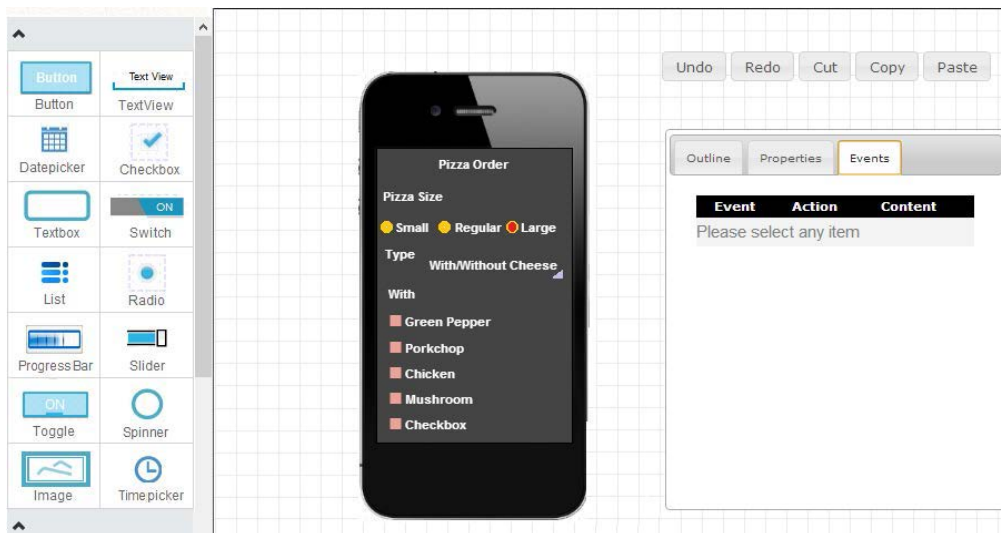 Button
Text View
Button
TextView
Datepicker
Checkbox
ON
Textbox
Switch
List
Radio
ProgressBar
Slider
ON
Toggle
Spinner
Image
Timepicker
Pizza Order
Pizza Size
Small Regular Large
Type
With/Without Cheese
With
Green Pepper
Porkchop
Chicken
Mushroom
Checkbox
Undo Redo Cut Copy Paste
Outline Properties Events
Event Action Content
Please select any item